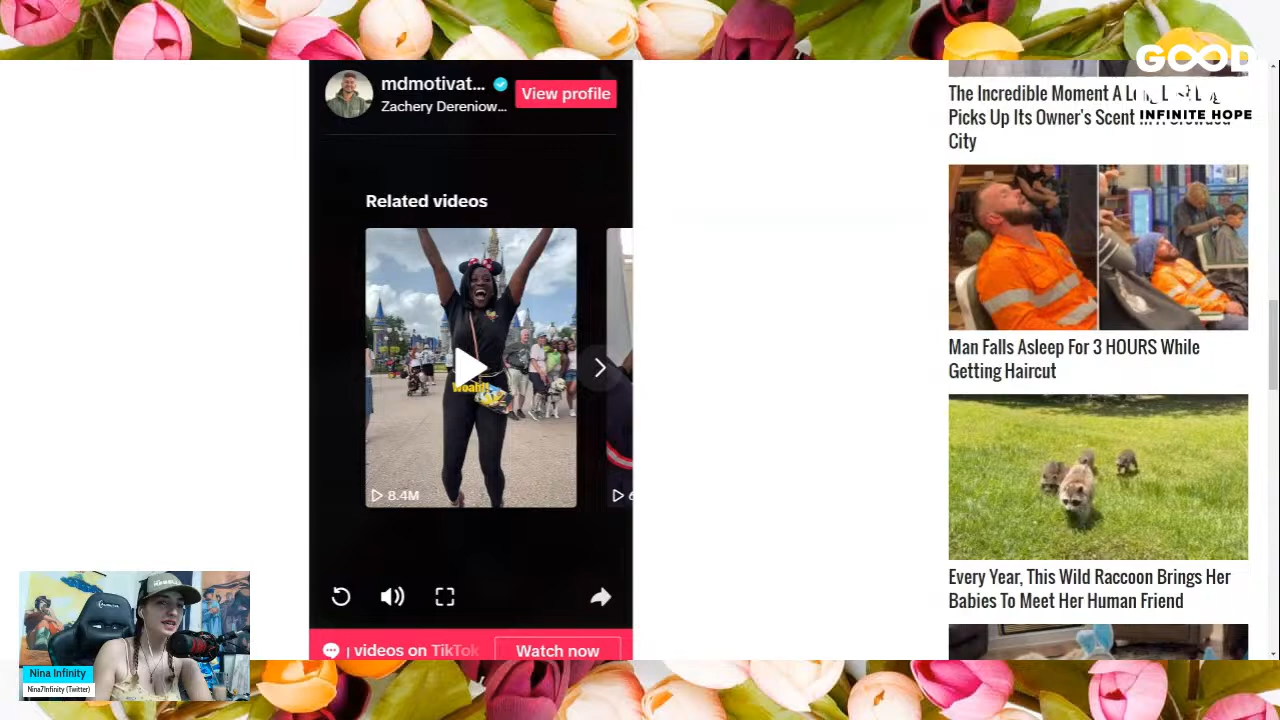 GOOD
INFINITE HOPE
mdmotivat...
View profile
Zachery Dereniow...
Related videos
Woah!!
8.4M
videos on TikTok
Watch now
The Incredible Moment A
Picks Up Its Owner's Scent
City
Man Falls Asleep For 3 HOURS While
Getting Haircut
Every Year, This Wild Raccoon Brings Her
Babies To Meet Her Human Friend
Nina Infinity
Nina7Infinity (Twitter)